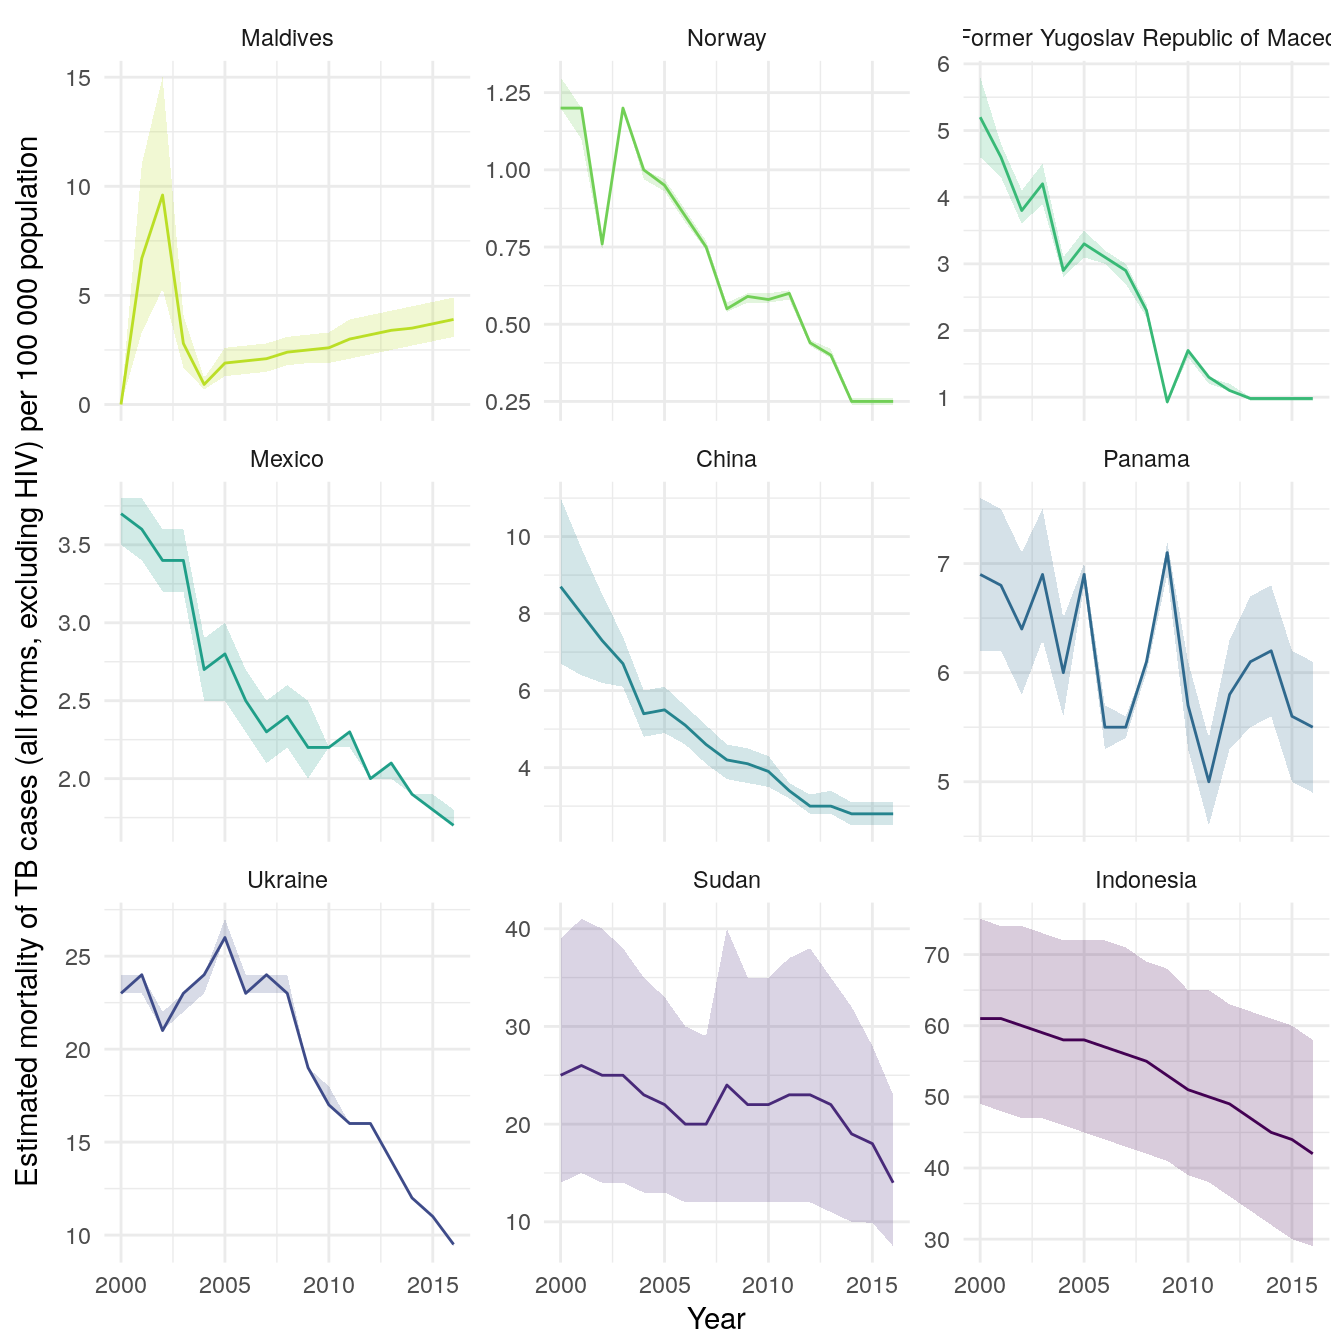 Maldives
Norway
Former Yugoslav Republic of
15
10
5
0
1.25
1.00
0.75
0.50
0.25
6
5
4
3
2
1
Mexico
China
Panama
3.5
3.0
2.5
2.0
10
8
6
4
7
6
5
Ukraine
Sudan
Indonesia
25
20
15
10
40
30
20
10
70
60
50
40
30
2000 2005 2010 2015
2000 2005 2010 2015
2000 2005 2010 2015
Year
Estimated mortality of TB cases (all forms, excluding HIV) per 100 000 population